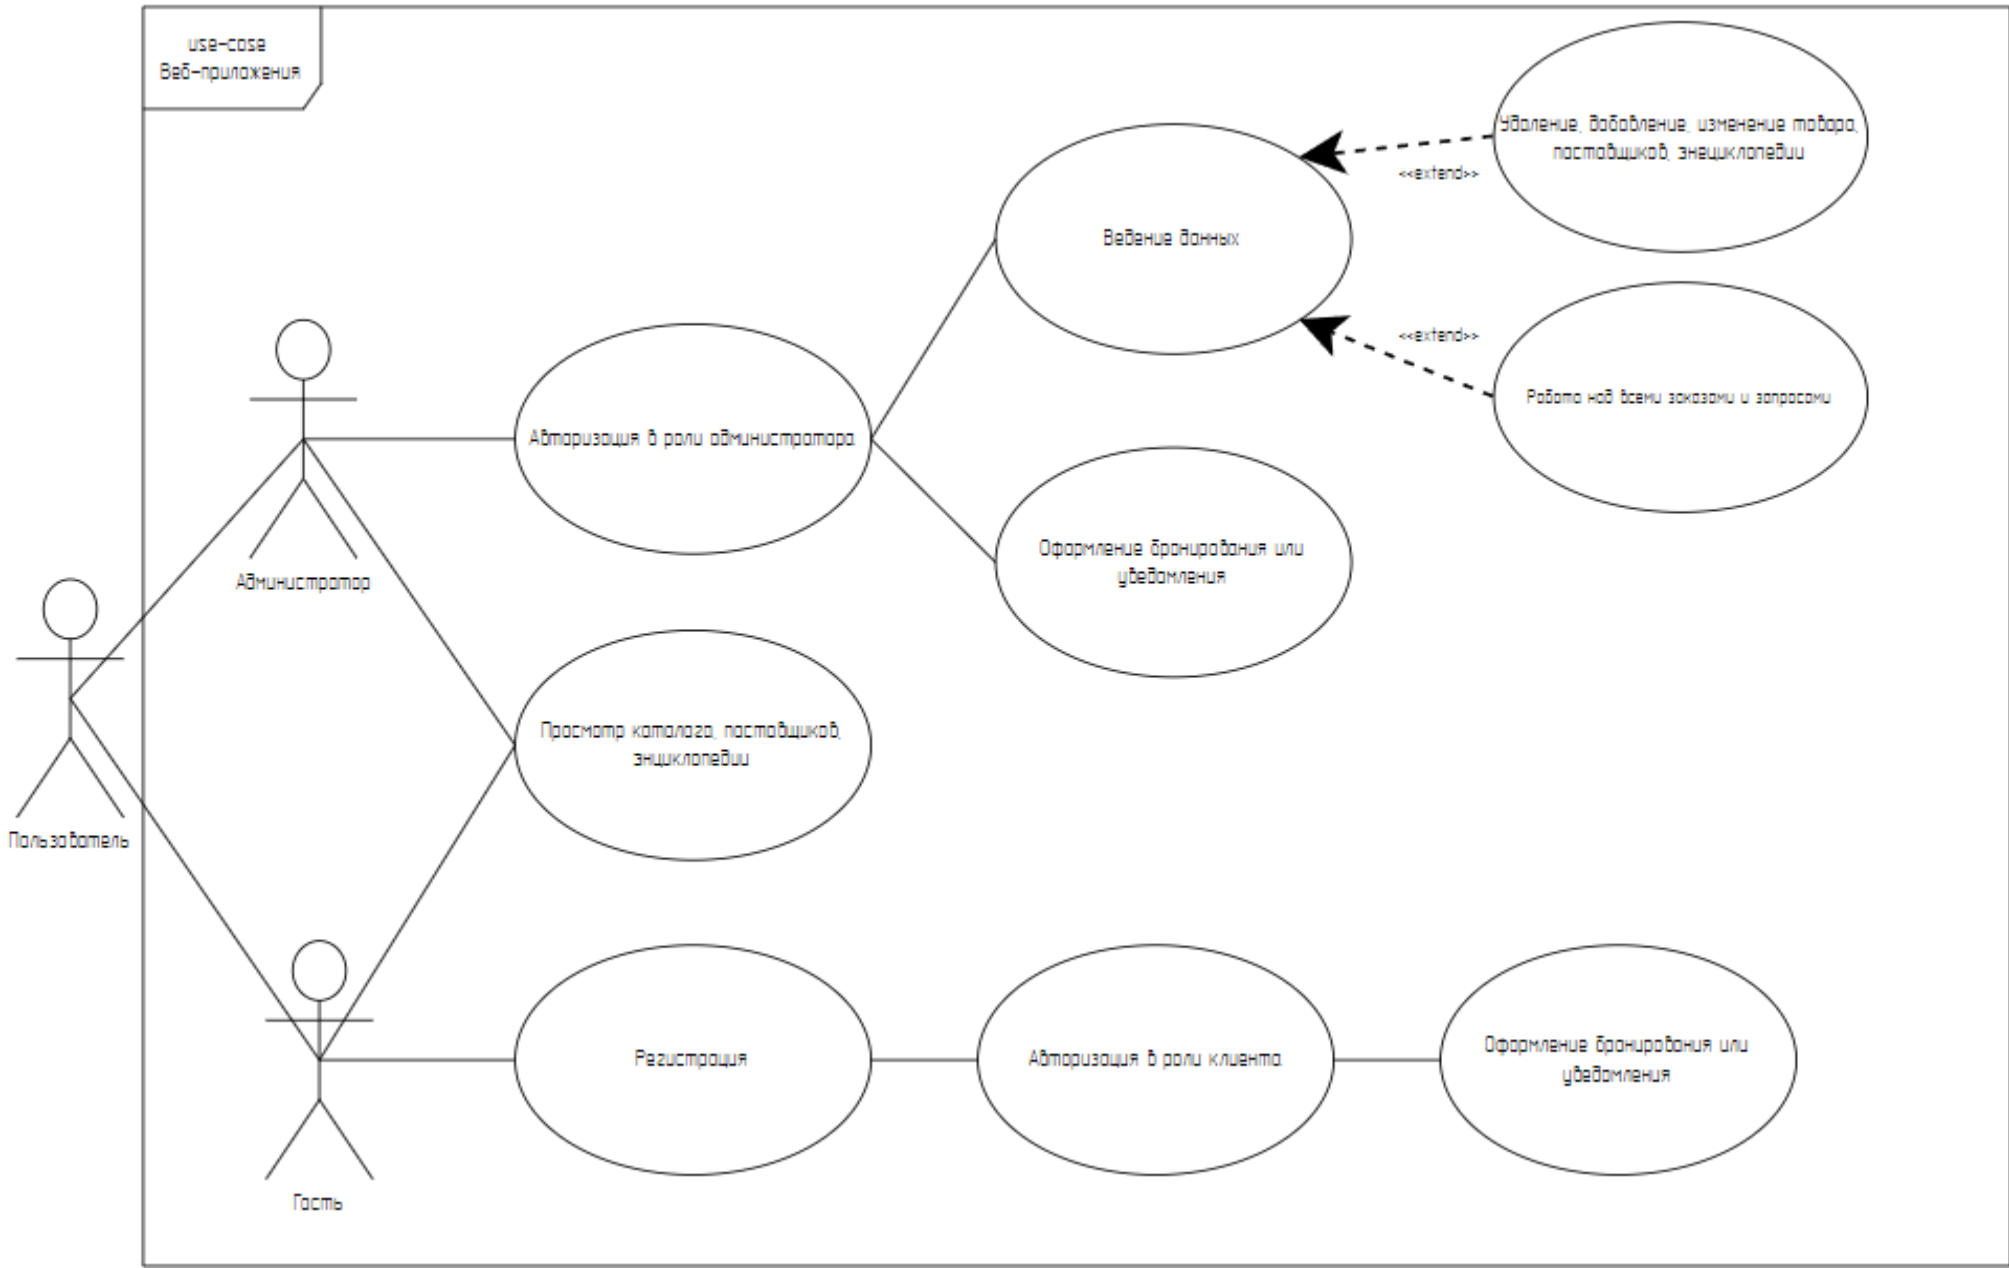 use-case
Веб-приложения
Удаление, добавление, изменение товара,
поставщиков, энециклопедии
<<extend>>
Ведение данных
<<extend>>
Работа над всеми заказами и запросами
Авторизация в роли администратора
Оформление бронирования или
уведомления
Администратор
Просмотр каталога, поставщиков,
энциклопедии
Пользователь
Регистрация
Авторизация в роли клиента
Оформление бронирования или
уведомления
Гость